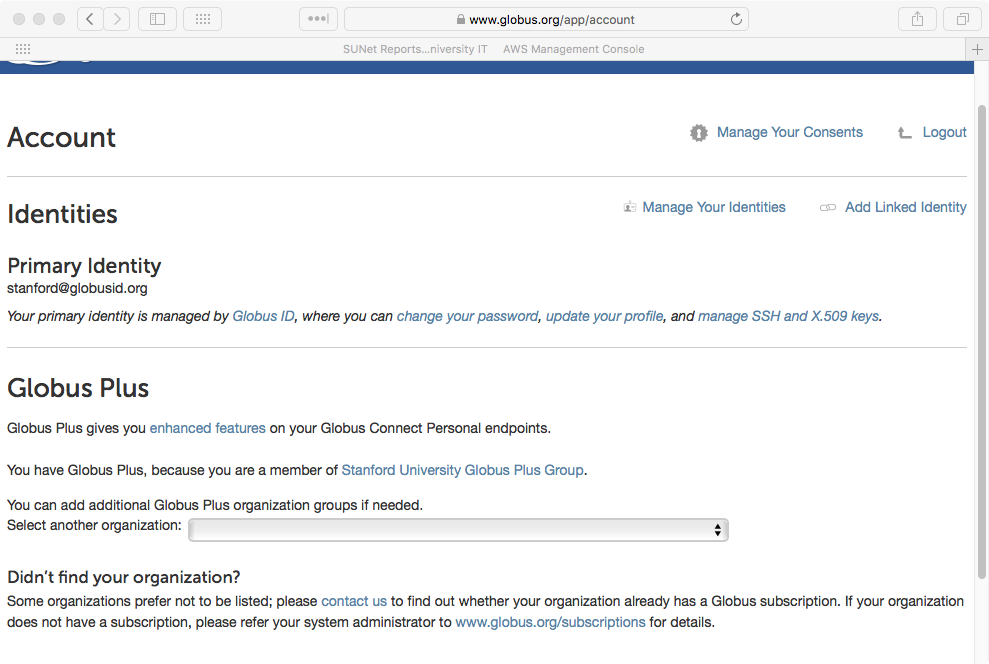 www.globus.org/app/account
SUNet Reports...niversity IT AWS Management Console
Account
Manage Your Consents Logout
Identities
Manage Your Identities Add Linked Identity
Primary Identity
stanford@globusid.org
Your primary identity is managed by Globus ID, where you can change your password, update your profile, and manage SSH and X.509 keys.
Globus Plus
Globus Plus gives you enhanced features on your Globus Connect Personal endpoints.
You have Globus Plus, because you are a member of Stanford University Globus Plus Group.
You can add additional Globus Plus organization groups if needed.
Select another organization:
Didn't find your organization?
Some organizations prefer not to be listed; please contact us to find out whether your organization already has a Globus subscription. If your organization
does not have a subscription, please refer your system administrator to www.globus.org/subscriptions for details.